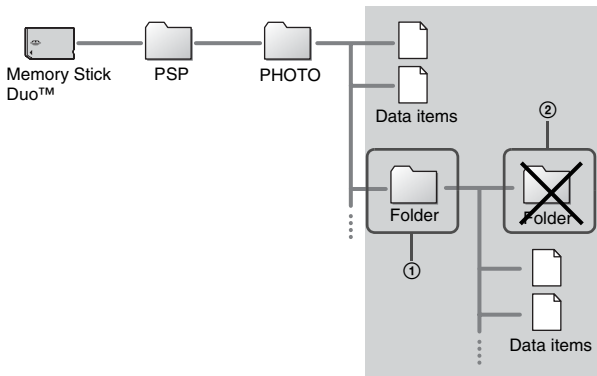 Memory Stick
Duo™
PSP
PHOTO
Data items
②
Folder
Folder
①
Data items